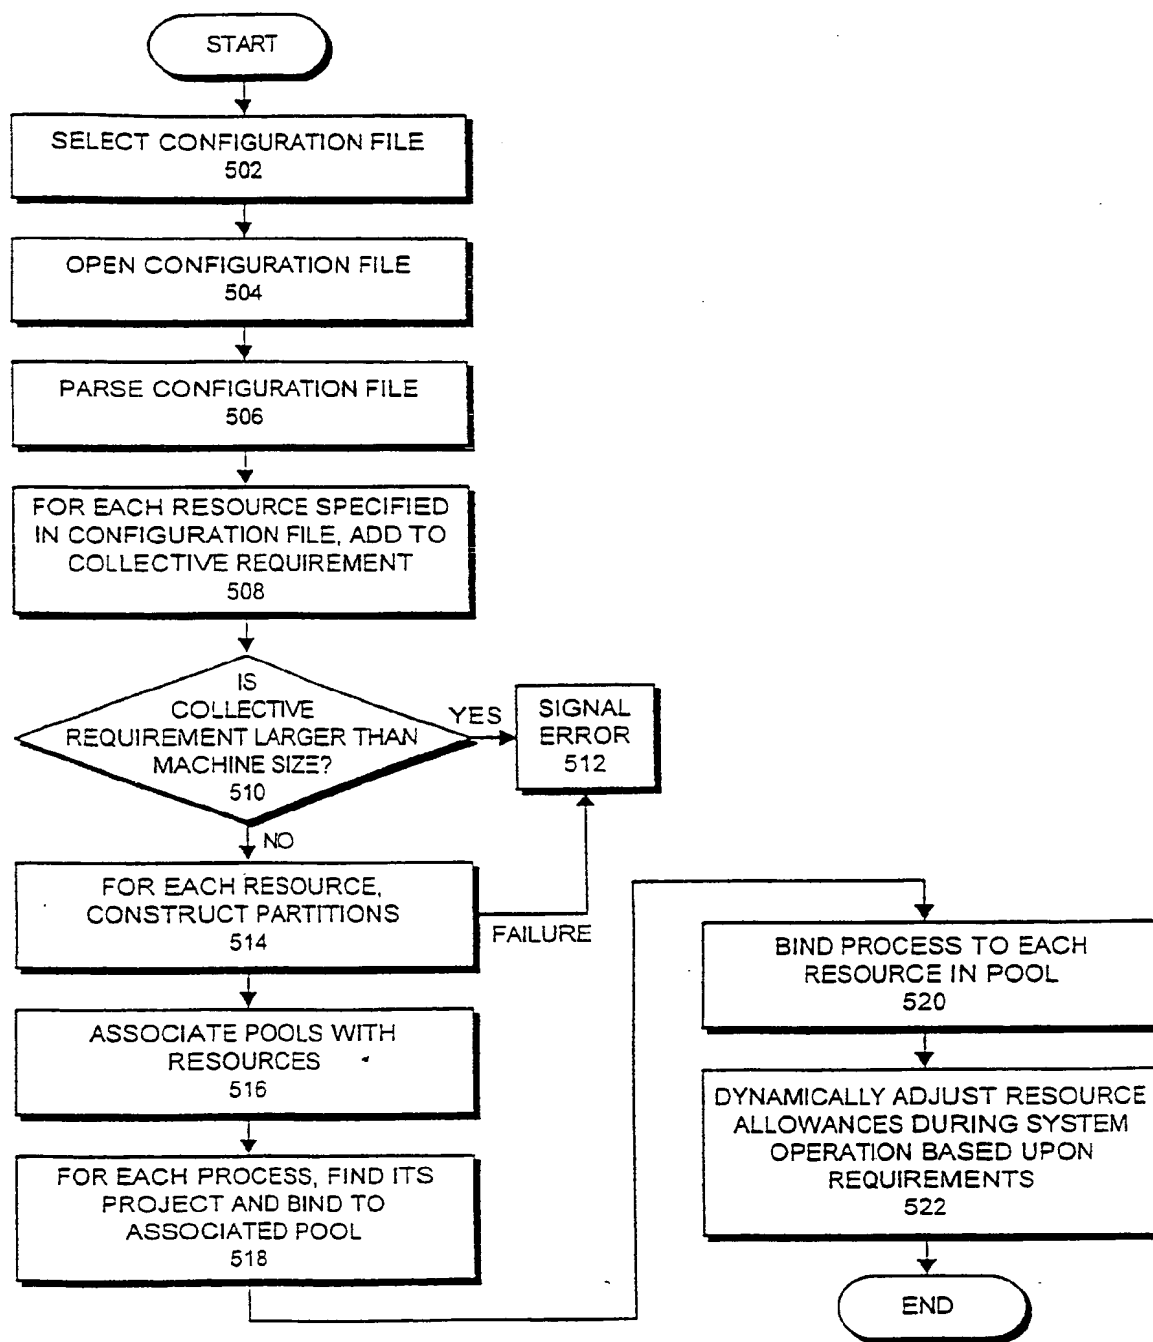 START
SELECT CONFIGURATION FILE
502
OPEN CONFIGURATION FILE
504
PARSE CONFIGURATION FILE
506
FOR EACH RESOURCE SPECIFIED
IN CONFIGURATION FILE, ADD TO
COLLECTIVE REQUIREMENT
508
IS
COLLECTIVE
REQUIREMENT LARGER THAN
MACHINE SIZE?
510
YES
SIGNAL
ERROR
512
NO
FOR EACH RESOURCE,
CONSTRUCT PARTITIONS
514
FAILURE
ASSOCIATE POOLS WITH
RESOURCES
516
FOR EACH PROCESS, FIND ITS
PROJECT AND BIND TO
ASSOCIATED POOL
518
BIND PROCESS TO EACH
RESOURCE IN POOL
520
DYNAMICALLY ADJUST RESOURCE
ALLOWANCES DURING SYSTEM
OPERATION BASED UPON
REQUIREMENTS
522
END